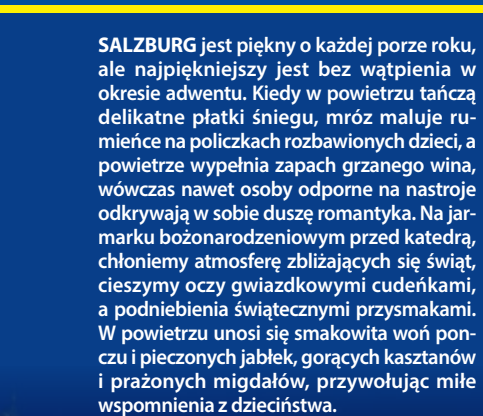 SALZBURG jest piękny o każdej porze roku,
ale najpiękniejszy jest bez wątpienia w
okresie adwentu. Kiedy w powietrzu tańczą
delikatne płatki śniegu, mróz maluje ru-
mieńce na policzkach rozbawionych dzieci, a
powietrze wypełnia zapach grzanego wina,
wówczas nawet osoby odporne na nastroje
odkrywają w sobie duszę romantyka. Na jar-
marku bożonarodzeniowym przed katedrą,
chłoniemy atmosferę zbliżających się świąt,
cieszymy oczy gwiazdkowymi cudeńkami,
a podniebienia świątecznymi przysmakami.
W powietrzu unosi się smakowita woń pon-
czu i pieczonych jabłek, gorących kasztanów
i prażonych migdałów, przywołując miłe
wspomnienia z dzieciństwa.